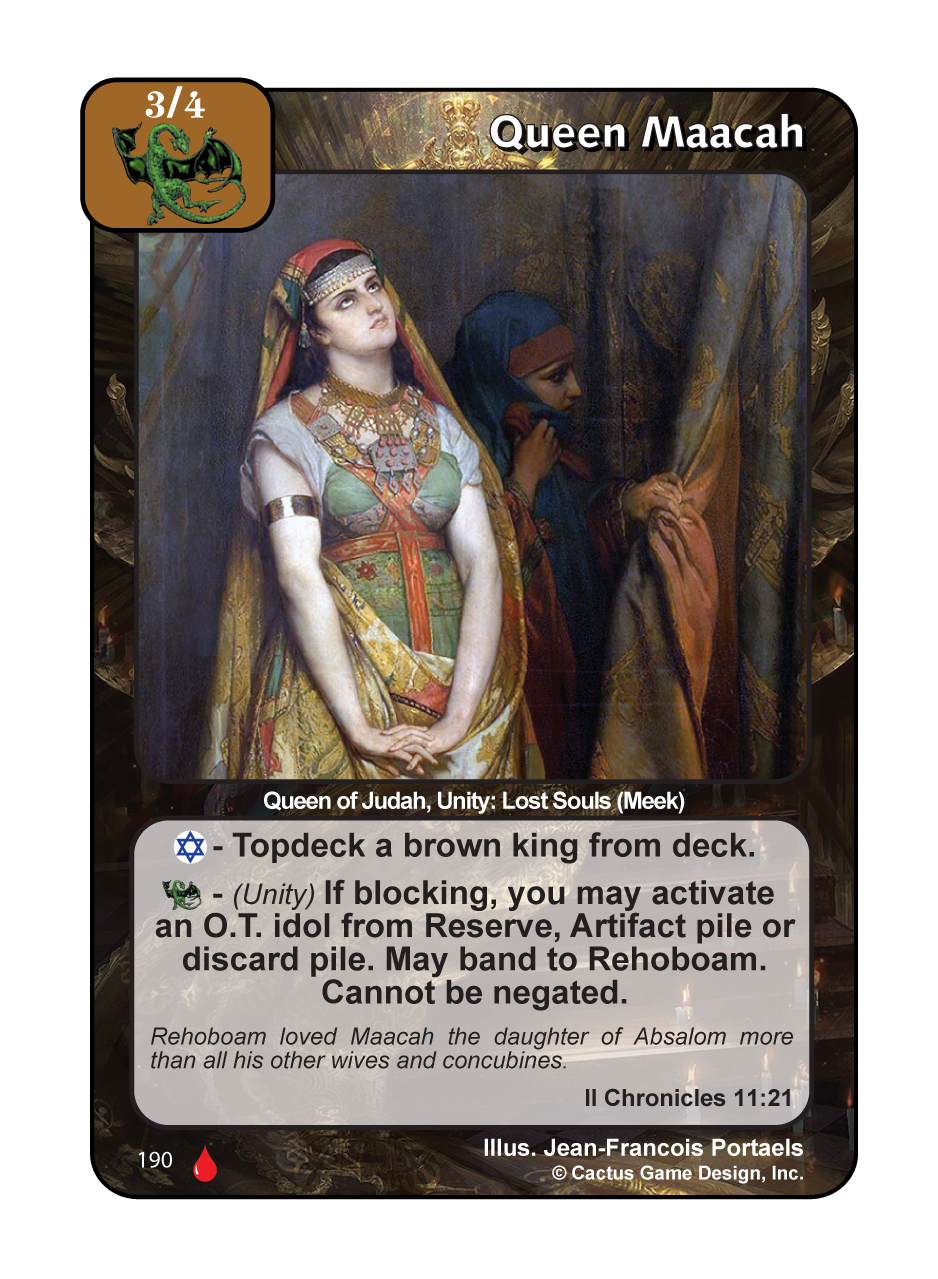 3/4
Queen Maacah
Queen of Judah, Unity: Lost Souls (Meek)
- Topdeck a brown king from deck.
- (Unity) If blocking, you may activate
an O.T. idol from Reserve, Artifact pile or
discard pile. May band to Rehoboam.
Cannot be negated.
Rehoboam loved Maacah the daughter of Absalom more
than all his other wives and concubines.
II Chronicles 11:21
190
Illus. Jean-Francois Portaels
© Cactus Game Design, Inc.